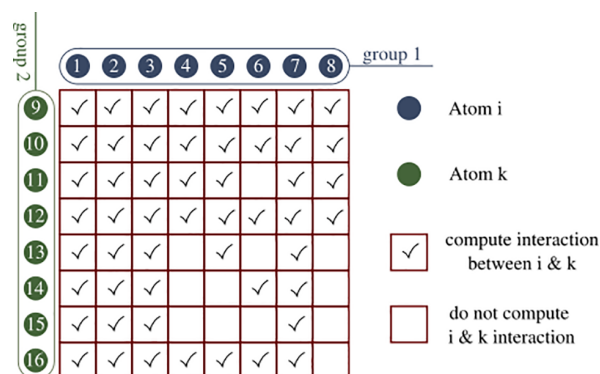 group 1
1 2 3 4 5 6 7 8
group 2
9
10
11
12
13
14
15
16
Atom i
Atom k
compute interaction
between i & k
do not compute
i & k interaction